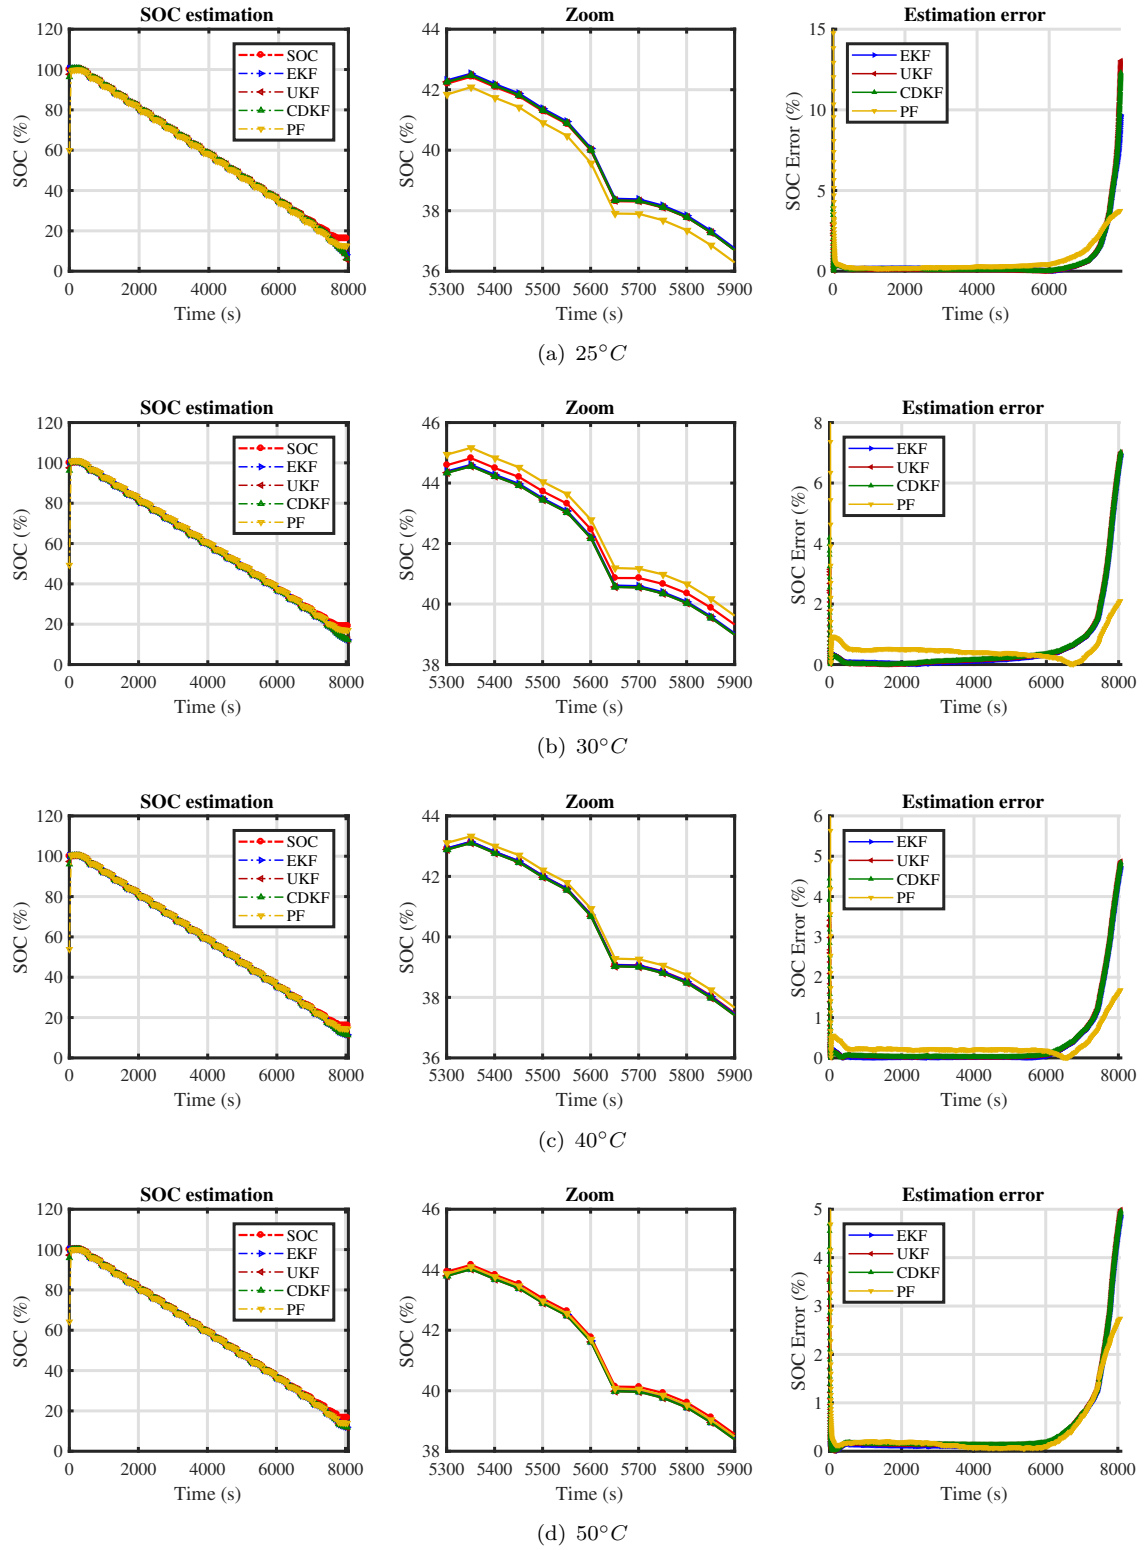 SOC estimation
120
100
80
60
40
20
0
SOC (%)
SOC
EKF
UKF
CDKF
PF
0 2000 4000 6000 8000
Time (s)
Zoom
44
42
40
38
36
SOC (%)
5300 5400 5500 5600 5700 5800 5900
Time (s)
Estimation error
15
10
5
0
SOC Error (%)
EKF
UKF
CDKF
PF
0 2000 4000 6000
Time (s)
(a) 25°C
SOC estimation
120
100
80
60
40
20
0
SOC (%)
SOC
EKF
UKF
CDKF
PF
0 2000 4000 6000 8000
Time (s)
Zoom
46
44
42
40
38
SOC (%)
5300 5400 5500 5600 5700 5800 5900
Time (s)
Estimation error
8
6
4
2
0
SOC Error (%)
EKF
UKF
CDKF
PF
0 2000 4000 6000 8000
Time (s)
(b) 30°C
SOC estimation
120
100
80
60
40
20
0
SOC (%)
SOC
EKF
UKF
CDKF
PF
0 2000 4000 6000 8000
Time (s)
Zoom
44
42
40
38
36
SOC (%)
5300 5400 5500 5600 5700 5800 5900
Time (s)
Estimation error
6
5
4
3
2
1
0
SOC Error (%)
EKF
UKF
CDKF
PF
0 2000 4000 6000 8000
Time (s)
(c) 40°C
SOC estimation
120
100
80
60
40
20
0
SOC (%)
SOC
EKF
UKF
CDKF
PF
0 2000 4000 6000 8000
Time (s)
Zoom
46
44
42
40
38
SOC (%)
5300 5400 5500 5600 5700 5800 5900
Time (s)
Estimation error
5
4
3
2
1
0
SOC Error (%)
EKF
UKF
CDKF
PF
0 2000 4000 6000 8000
Time (s)
(d) 50°C